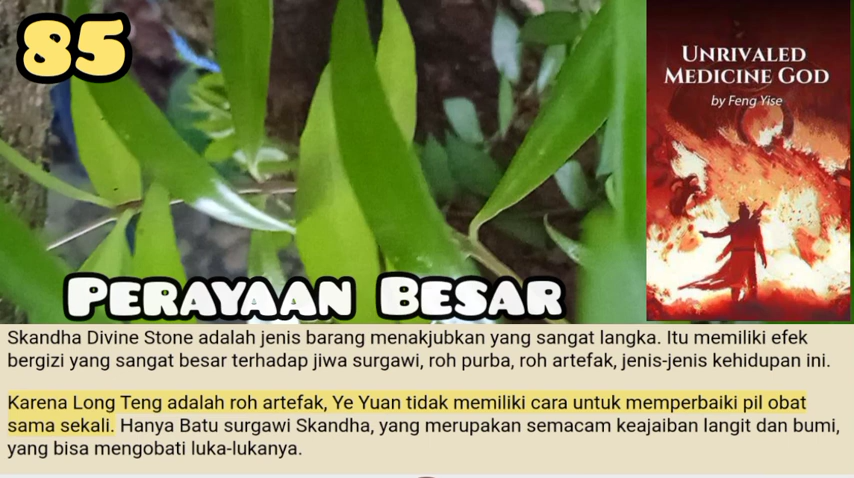 85
UNRIVALED
MEDICINE GOD
by Feng Yise
PERAYAAN BESAR
Skandha Divine Stone adalah jenis barang menakjubkan yang sangat langka. Itu memiliki efek
bergizi yang sangat besar terhadap jiwa surgawi, roh purba, roh artefak, jenis-jenis kehidupan ini.
Karena Long Teng adalah roh artefak, Ye Yuan tidak memiliki cara untuk memperbaiki pil obat
sama sekali. Hanya Batu surgawi Skandha, yang merupakan semacam keajaiban langit dan bumi,
yang bisa mengobati luka-lukanya.